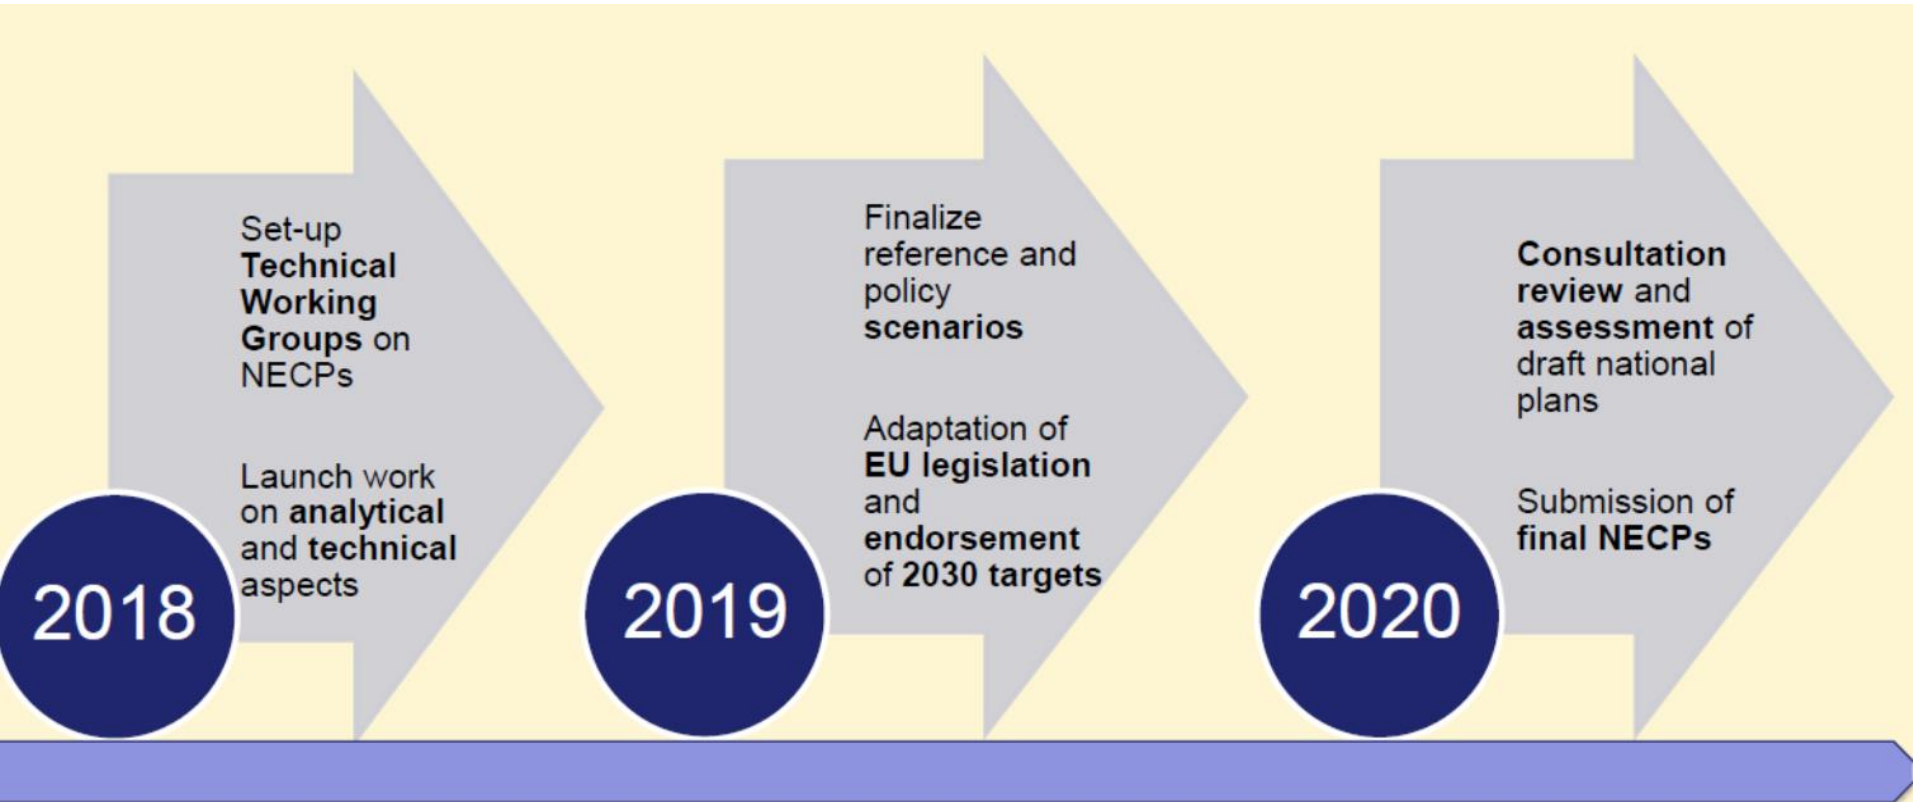 Set-up
Technical
Working
Groups on
NECPs
Launch work
on analytical
and technical
aspects
2018
Finalize
reference and
policy
scenarios
Adaptation of
EU legislation
and
endorsement
of 2030 targets
2019
Consultation
review and
assessment of
draft national
plans
Submission of
final NECPs
2020